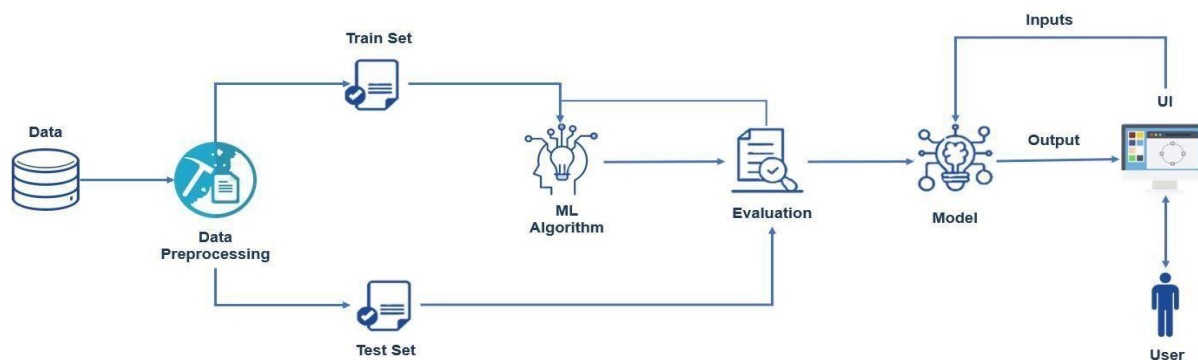 Inputs
Train Set
UI
Data
Output
ML
Algorithm
Evaluation
Model
Data
Preprocessing
Test Set
User